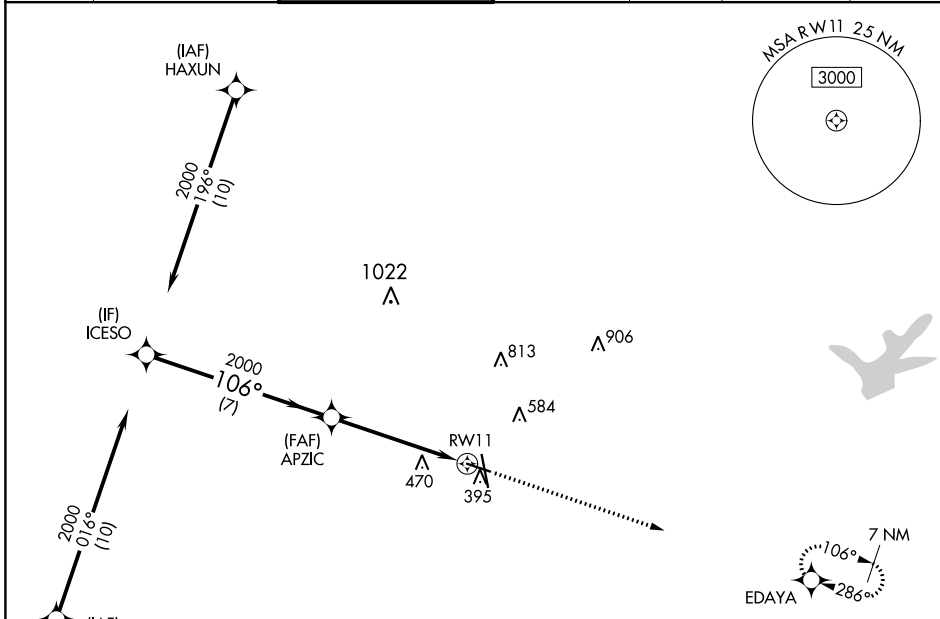 (IAF)
HAXUN
MSA RW11 25 NM
3000
2000
196°
(10)
1022
(IF)
ICESO
2000
106°
(7)
813
906
584
(FAF)
APZIC
RW11
470
395
2000
016°
(10)
7 NM
106°
286°
EDAYA